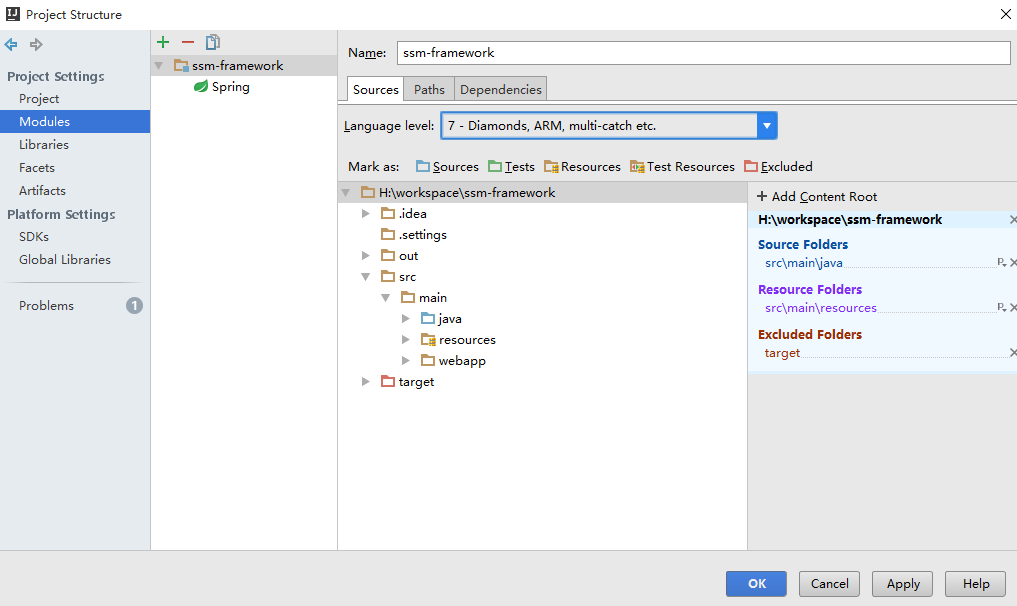 Project Structure
Project Settings
Project
Modules
Libraries
Facets
Artifacts
Platform Settings
SDKs
Global Libraries
Problems 1
ssm-framework
Spring
Name: ssm-framework
Sources Paths Dependencies
Language level: 7 - Diamonds, ARM, multi-catch etc.
Mark as: Sources Tests Resources Test Resources Excluded
H:\workspace\ssm-framework
.idea
.settings
out
src
main
java
resources
webapp
target
+ Add Content Root
H:\workspace\ssm-framework
Source Folders
src\main\java
Resource Folders
src\main\resources
Excluded Folders
target
OK Cancel Apply Help